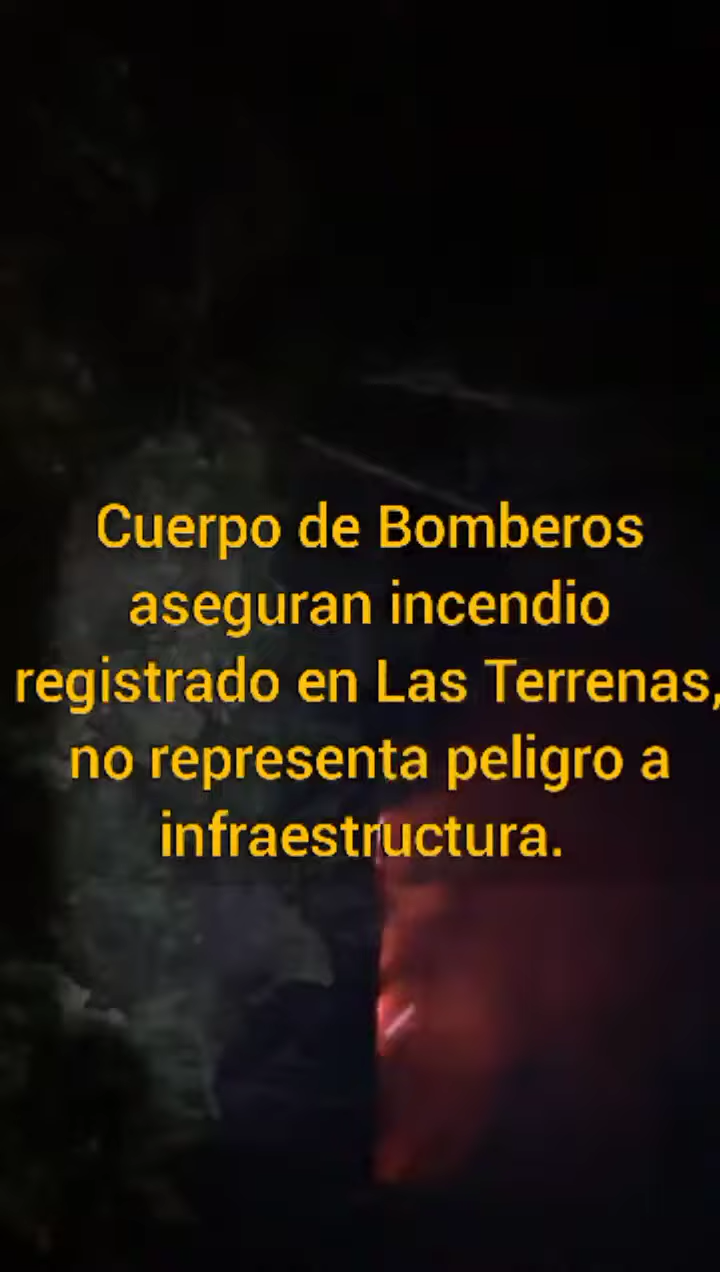 Cuerpo de Bomberos
aseguran incendio
registrado en Las Terrenas,
no representa peligro a
infraestructura.